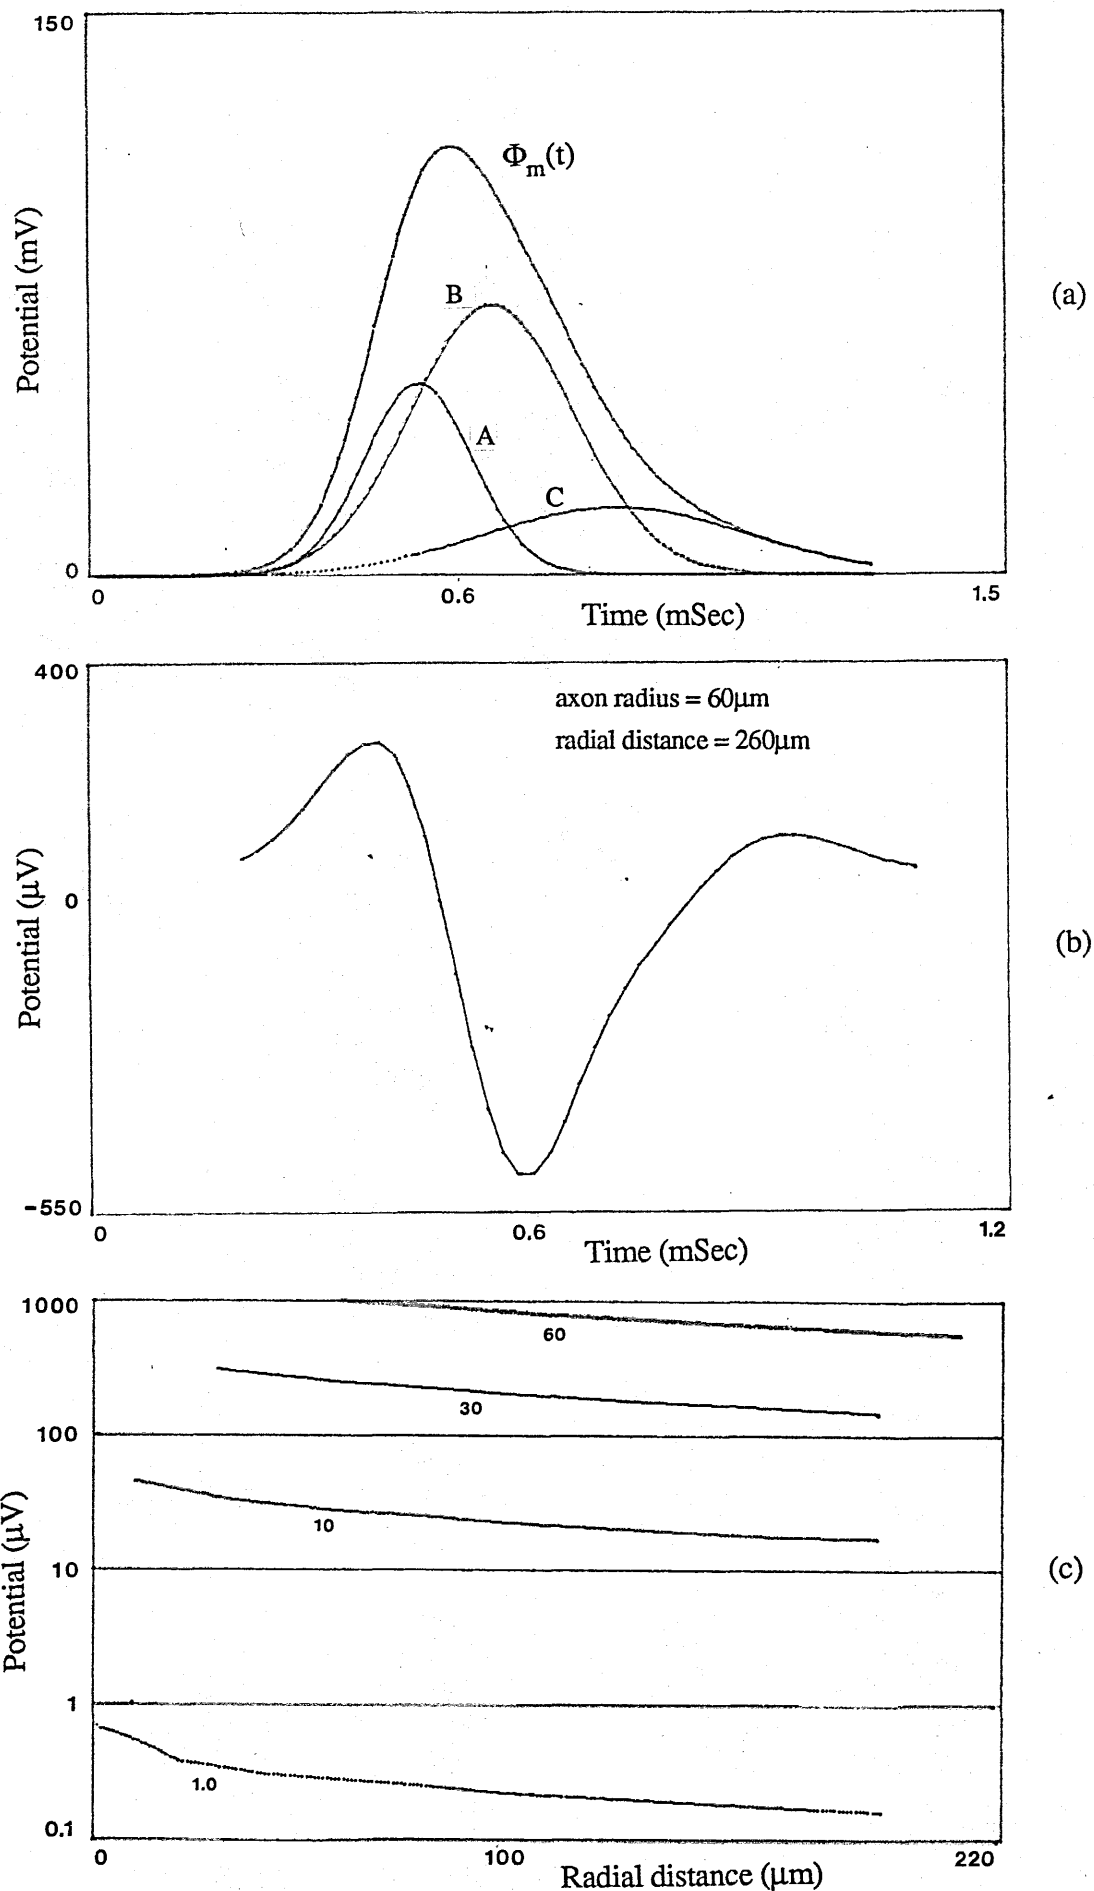 150
Φm(t)
Potential (mV)
(a)
B
A
C
0
0
0.6
1.5
Time (mSec)
400
axon radius = 60μm
radial distance = 260μm
Potential (μV)
0
(b)
-550
0
0.6
1.2
Time (mSec)
1000
60
30
100
Potential (μV)
10
10
(c)
1
1.0
0.1
0
100
220
Radial distance (μm)